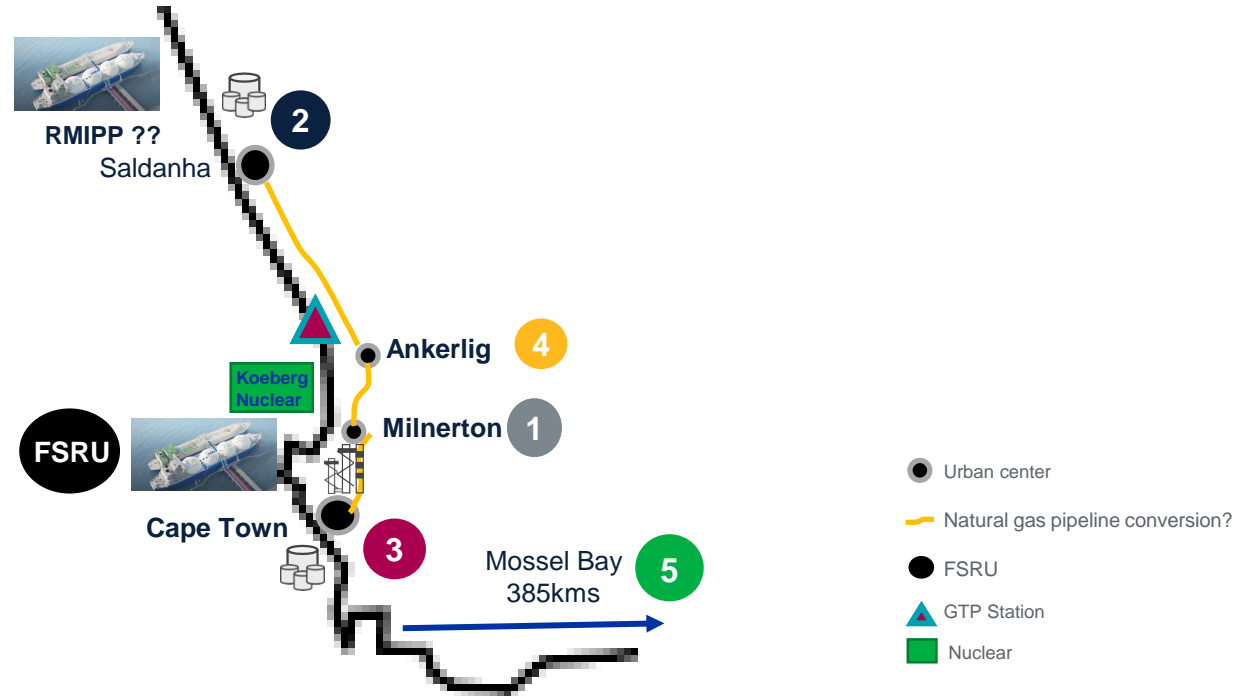 2
RMIPP ??
Saldanha
Ankerlig
4
Koeberg
Nuclear
Milnerton
1
FSRU
Cape Town
3
Mossel Bay
385kms
5
Urban center
Natural gas pipeline conversion?
FSRU
GTP Station
Nuclear